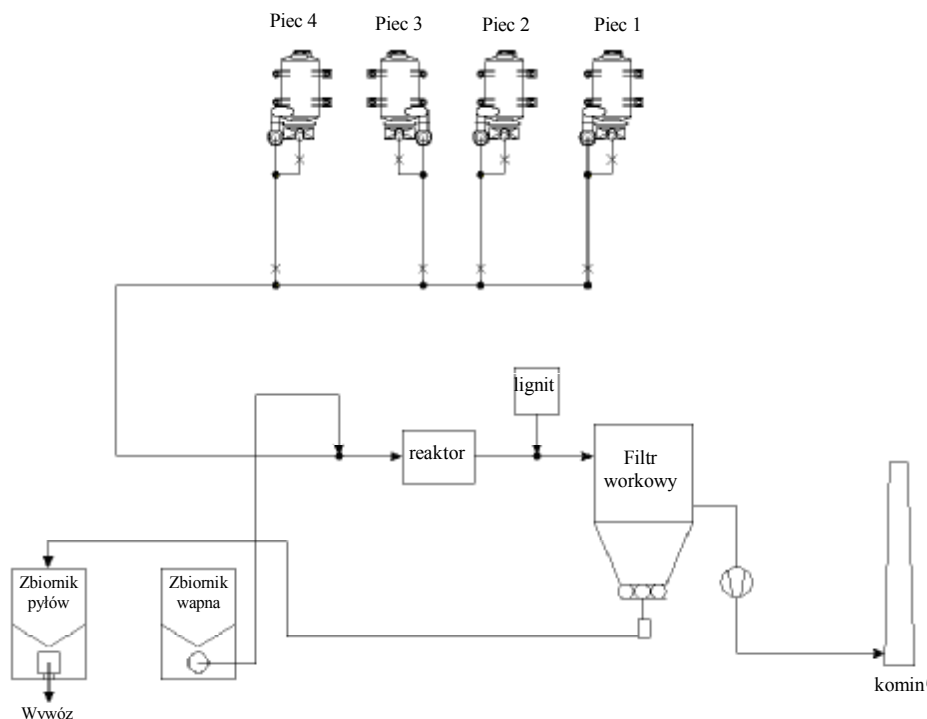 Piec 4
Piec 3
Piec 2
Piec 1
lignit
reaktor
Filtr
workowy
Zbiornik
pyłów
Zbiornik
wapna
komin
Wywóz